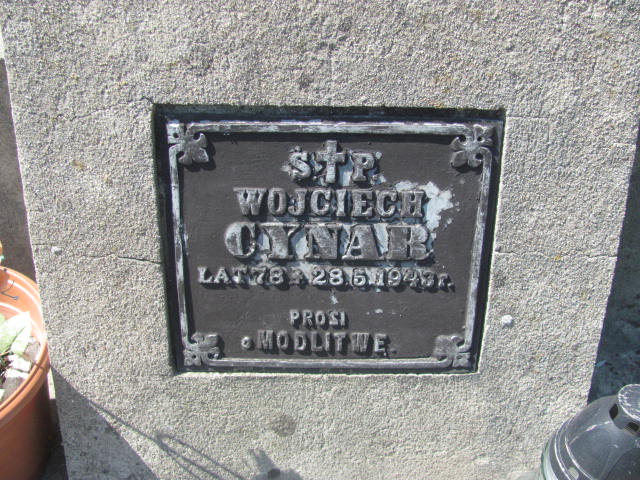 S † P.
WOJCIECH
CYNAR
LAT 78 † 28.5.1943 r.
PROSI
o MODLITWE.